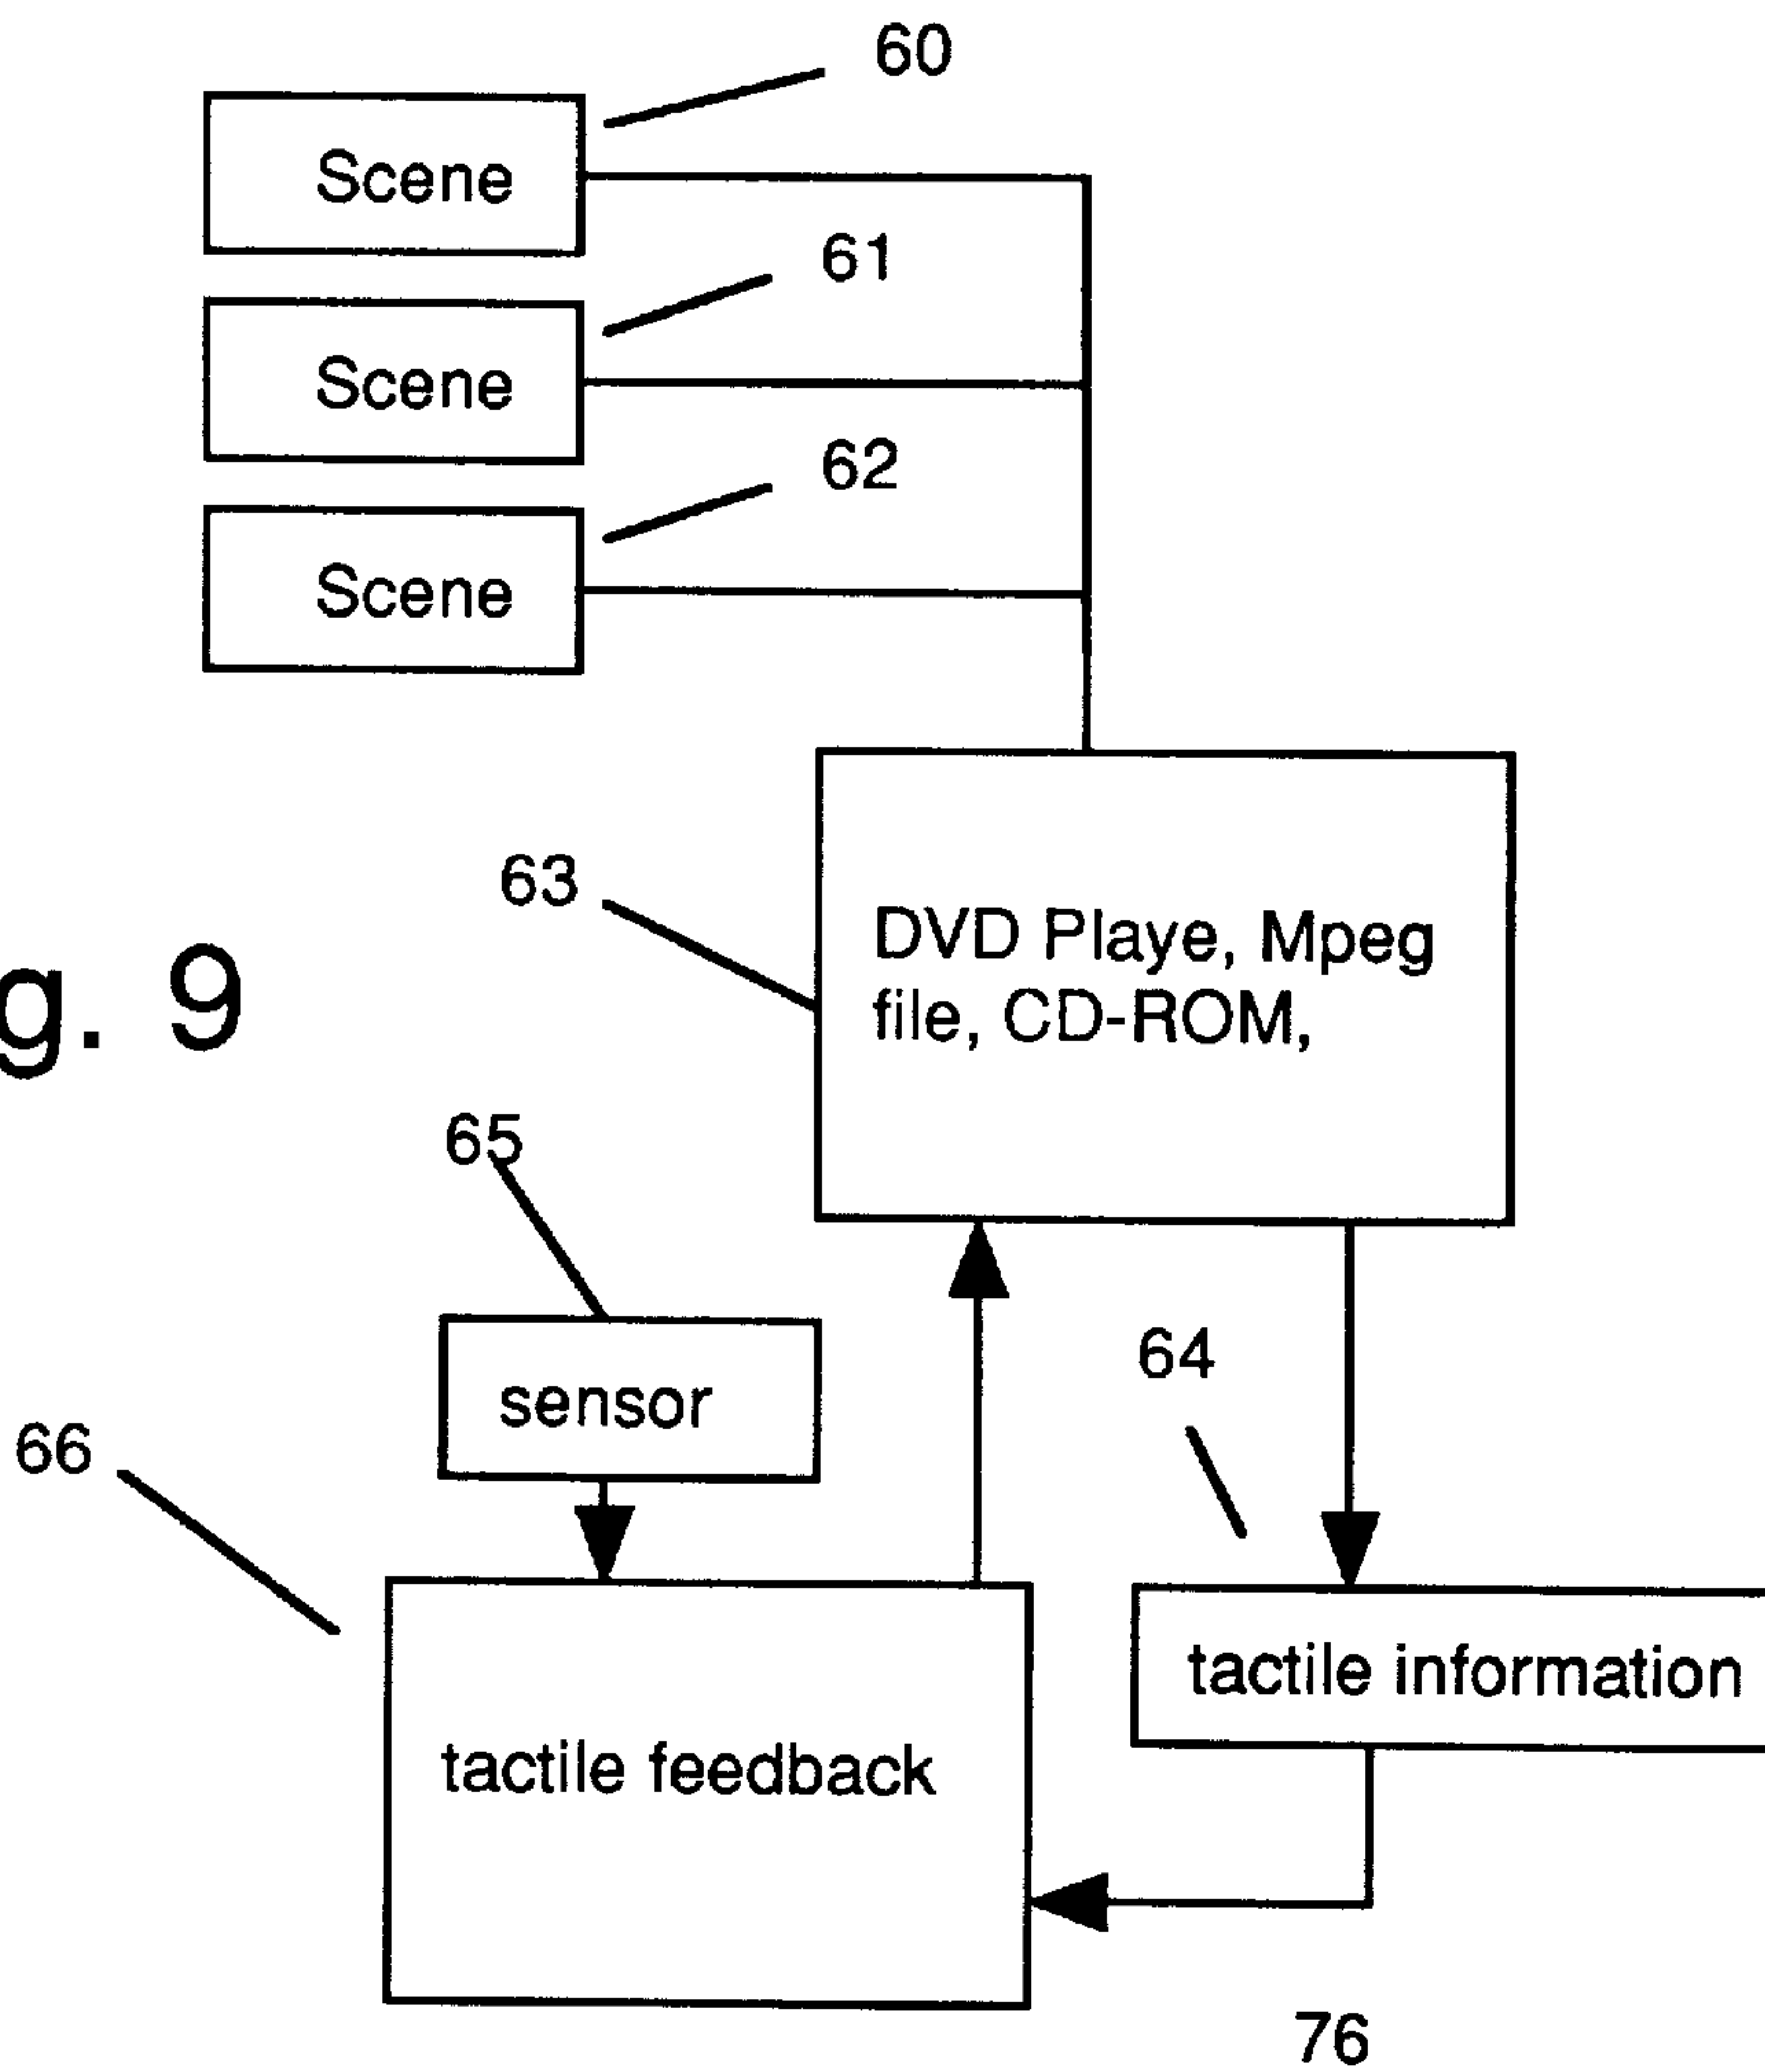 60
Scene
61
Scene
62
Scene
63
DVD Playe, Mpeg
file, CD-ROM,
g. 9
65
sensor
64
66
tactile information
tactile feedback
76